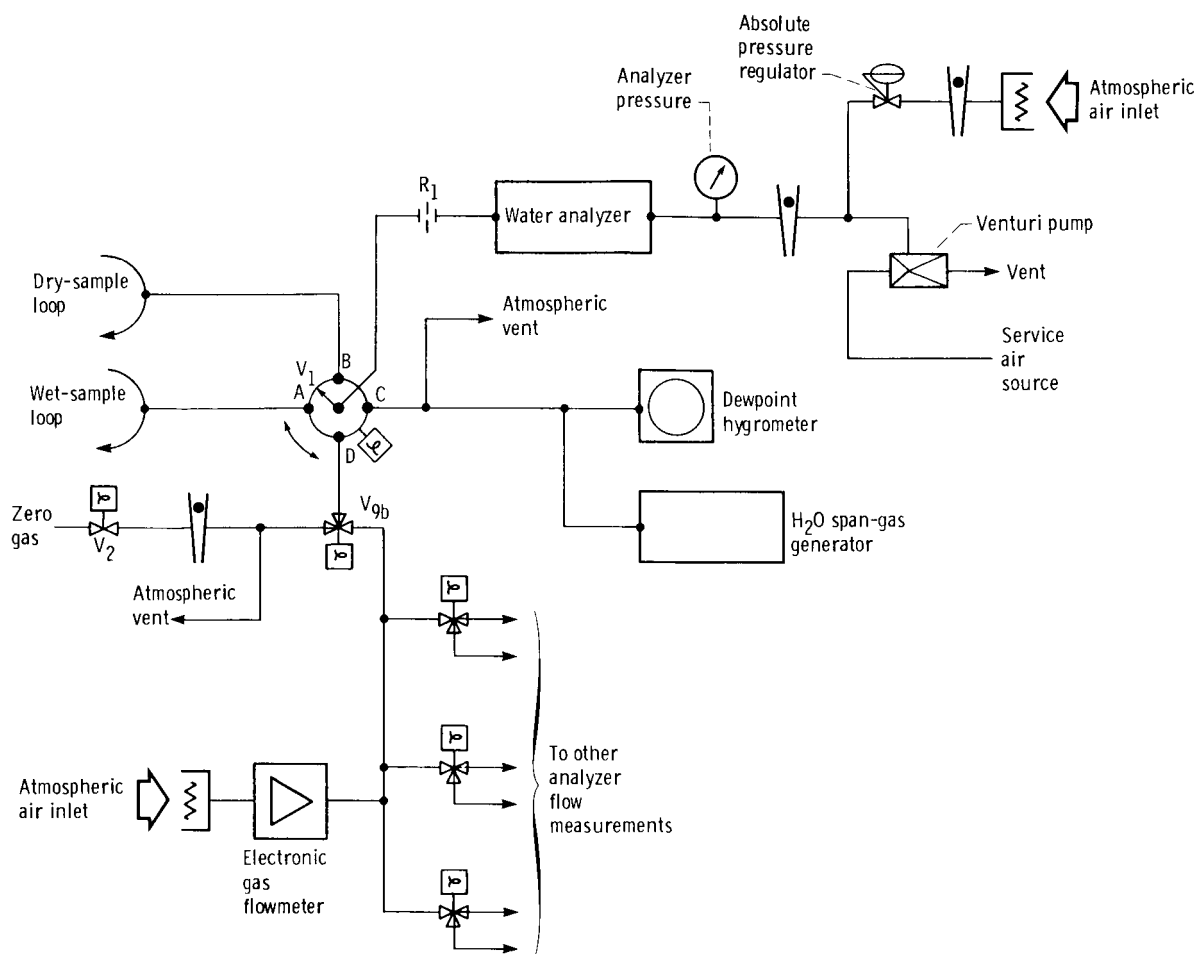 Absolute
pressure
regulator
Analyzer
pressure
Atmospheric
air inlet
R1
Water analyzer
Venturi pump
Vent
Service
air
source
Dry-sample
loop
Atmospheric
vent
V1
B
A
C
D
Wet-sample
loop
Dewpoint
hygrometer
V9b
Zero
gas
V2
H2O span-gas
generator
Atmospheric
vent
To other
analyzer
flow
measurements
Atmospheric
air inlet
Electronic
gas
flowmeter